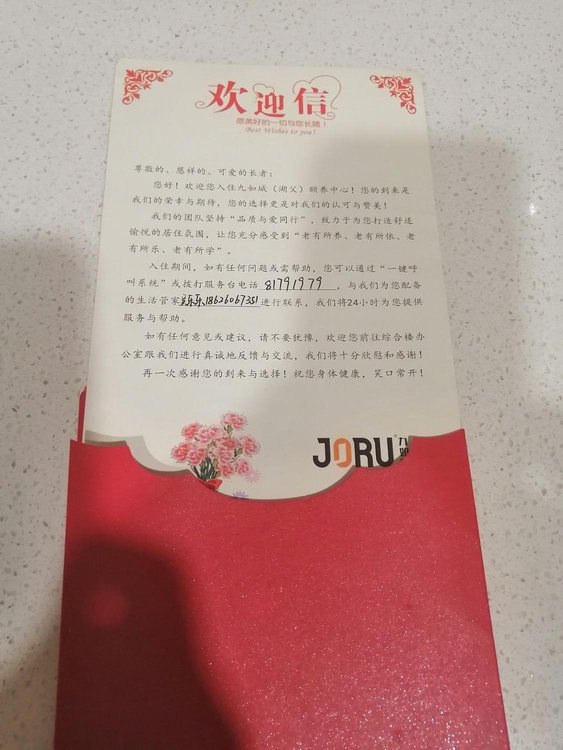 欢迎信
愿美好的一切与您长随！
Best Wishes to you!
尊敬的、慈祥的、可爱的长者：
您好！欢迎您入住九如城（湖父）颐养中心！您的到来是
我们的荣幸与期待，您的选择更是对我们的认可与赞美！
我们的团队坚持“品质与爱同行”，致力于为您打造舒适
愉悦的居住氛围，让您充分感受到“老有所养、老有所依、老
有所乐、老有所学”。
入住期间，如有任何问题或需帮助，您可以通过“一键呼
叫系统”或拨打服务台电话 81791979 ，与我们为您配备
的生活管家乐乐18626067351进行联系，我们将24小时为您提供
服务与帮助。
如有任何意见或建议，请不要犹豫，欢迎您前往综合楼办
公室跟我们进行真诚地反馈与交流，我们将十分欣慰和感谢！
再一次感谢您的到来与选择！祝您身体健康，笑口常开！
JORU